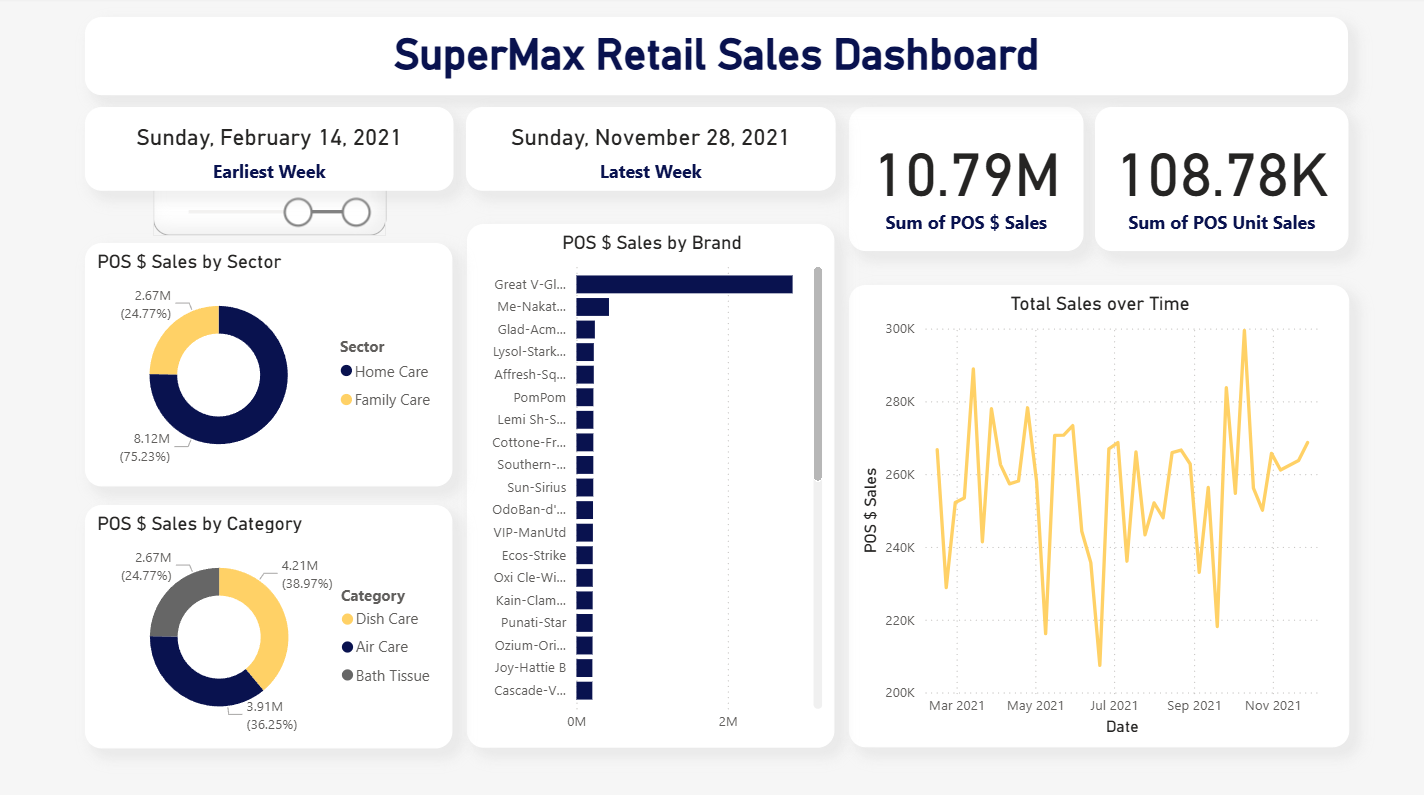 SuperMax Retail Sales Dashboard
Sunday, February 14, 2021
Earliest Week
Sunday, November 28, 2021
Latest Week
10.79M
Sum of POS $ Sales
108.78K
Sum of POS Unit Sales
POS $ Sales by Sector
2.67M
(24.77%)
8.12M
(75.23%)
Sector
Home Care
Family Care
POS $ Sales by Category
2.67M
(24.77%)
4.21M
(38.97%)
3.91M
(36.25%)
Category
Dish Care
Air Care
Bath Tissue
POS $ Sales by Brand
Great V-Gl...
Me-Nakat...
Glad-Acm...
Lysol-Stark...
Affresh-Sq...
PomPom
Lemi Sh-S...
Cottone-Fr...
Southern-...
Sun-Sirius
OdoBan-d'...
VIP-ManUtd
Ecos-Strike
Oxi Cle-Wi...
Kain-Clam...
Punati-Star
Ozium-Ori...
Joy-Hattie B
Cascade-V...
0M
2M
Total Sales over Time
POS $ Sales
300K
280K
260K
240K
220K
200K
Mar 2021
May 2021
Jul 2021
Sep 2021
Nov 2021
Date